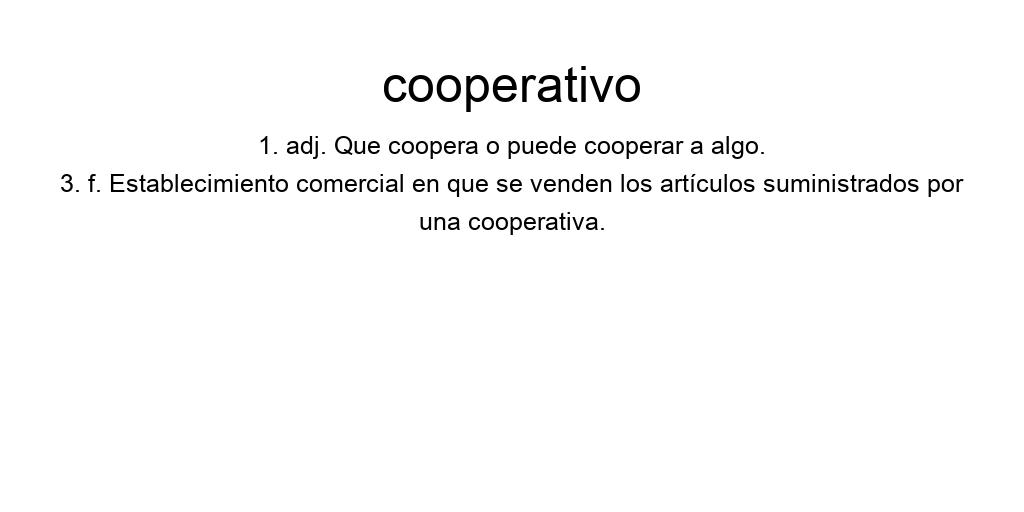 cooperativo
1. adj. Que coopera o puede cooperar a algo.
3. f. Establecimiento comercial en que se venden los artículos suministrados por
una cooperativa.